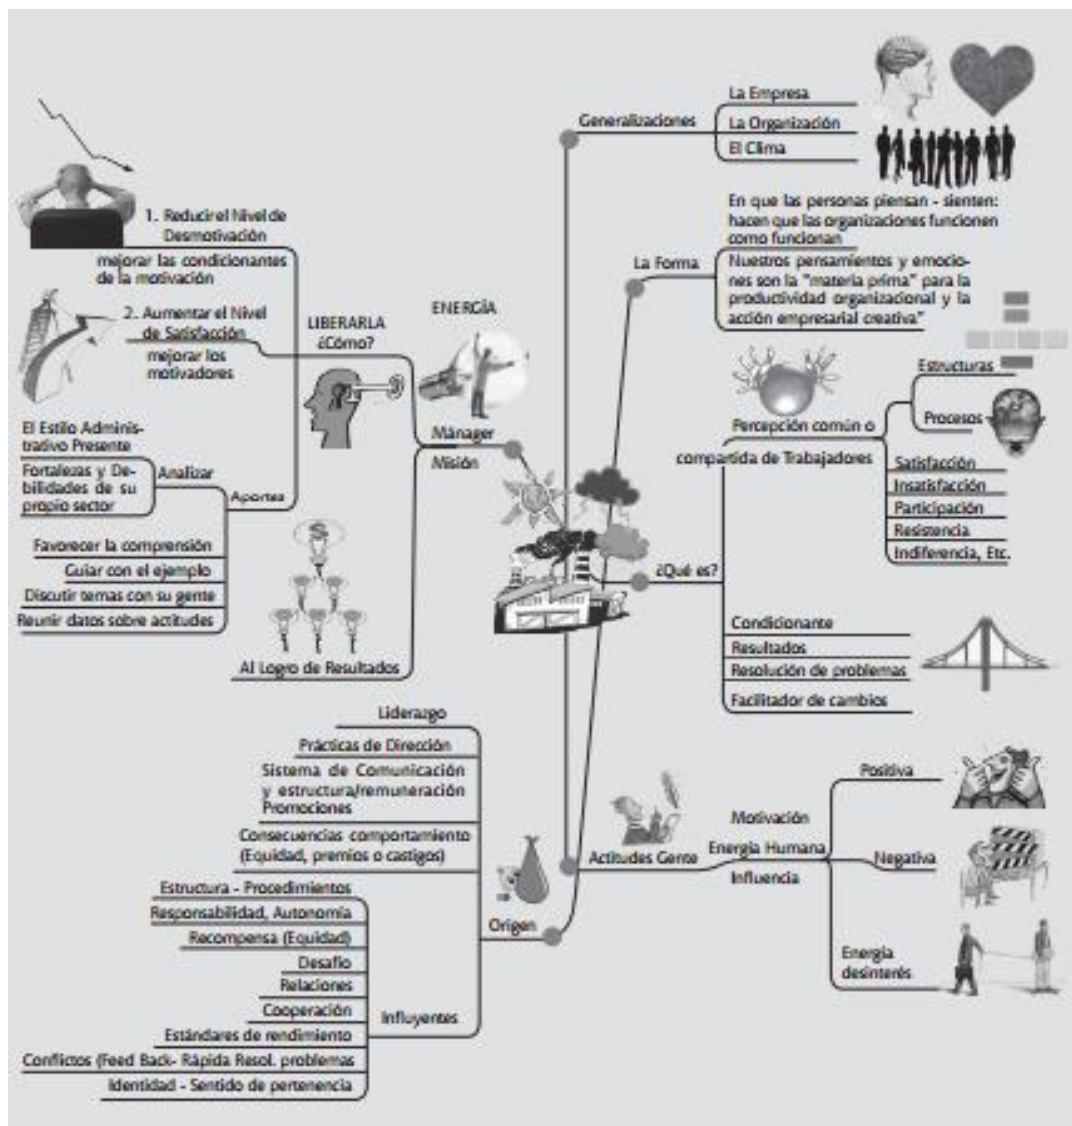 Generalizaciones
La Empresa
La Organización
El Clima
La Forma
En que las personas piensan - sienten:
hacen que las organizaciones funcionen
como funcionan
Nuestros pensamientos y emocio-
nes son la "materia prima" para la
productividad organizacional y la
acción empresarial creativa"
¿Qué es?
Percepción común o
compartida de Trabajadores
Estructuras
Procesos
Satisfacción
Insatisfacción
Participación
Resistencia
Indiferencia, Etc.
Condicionante
Resultados
Resolución de problemas
Facilitador de cambios
Actitudes Gente
Motivación
Energía Humana
Influencia
Positiva
Negativa
Energía
desinterés
Origen
Liderazgo
Prácticas de Dirección
Sistema de Comunicación
y estructura/remuneración
Promociones
Consecuencias comportamiento
(Equidad, premios o castigos)
Influyentes
Estructura - Procedimientos
Responsabilidad, Autonomía
Recompensa (Equidad)
Desafío
Relaciones
Cooperación
Estándares de rendimiento
Conflictos (Feed Back- Rápida Resol. problemas
Identidad - Sentido de pertenencia
Mánager
Misión
ENERGÍA
LIBERARLA
¿Cómo?
1. Reducir el Nivel de
Desmotivación
mejorar las condicionantes
de la motivación
2. Aumentar el Nivel
de Satisfacción
mejorar los
motivadores
Aportes
Analizar
El Estilo Adminis-
trativo Presente
Fortalezas y De-
bilidades de su
propio sector
Favorecer la comprensión
Guiar con el ejemplo
Discutir temas con su gente
Reunir datos sobre actitudes
Al Logro de Resultados